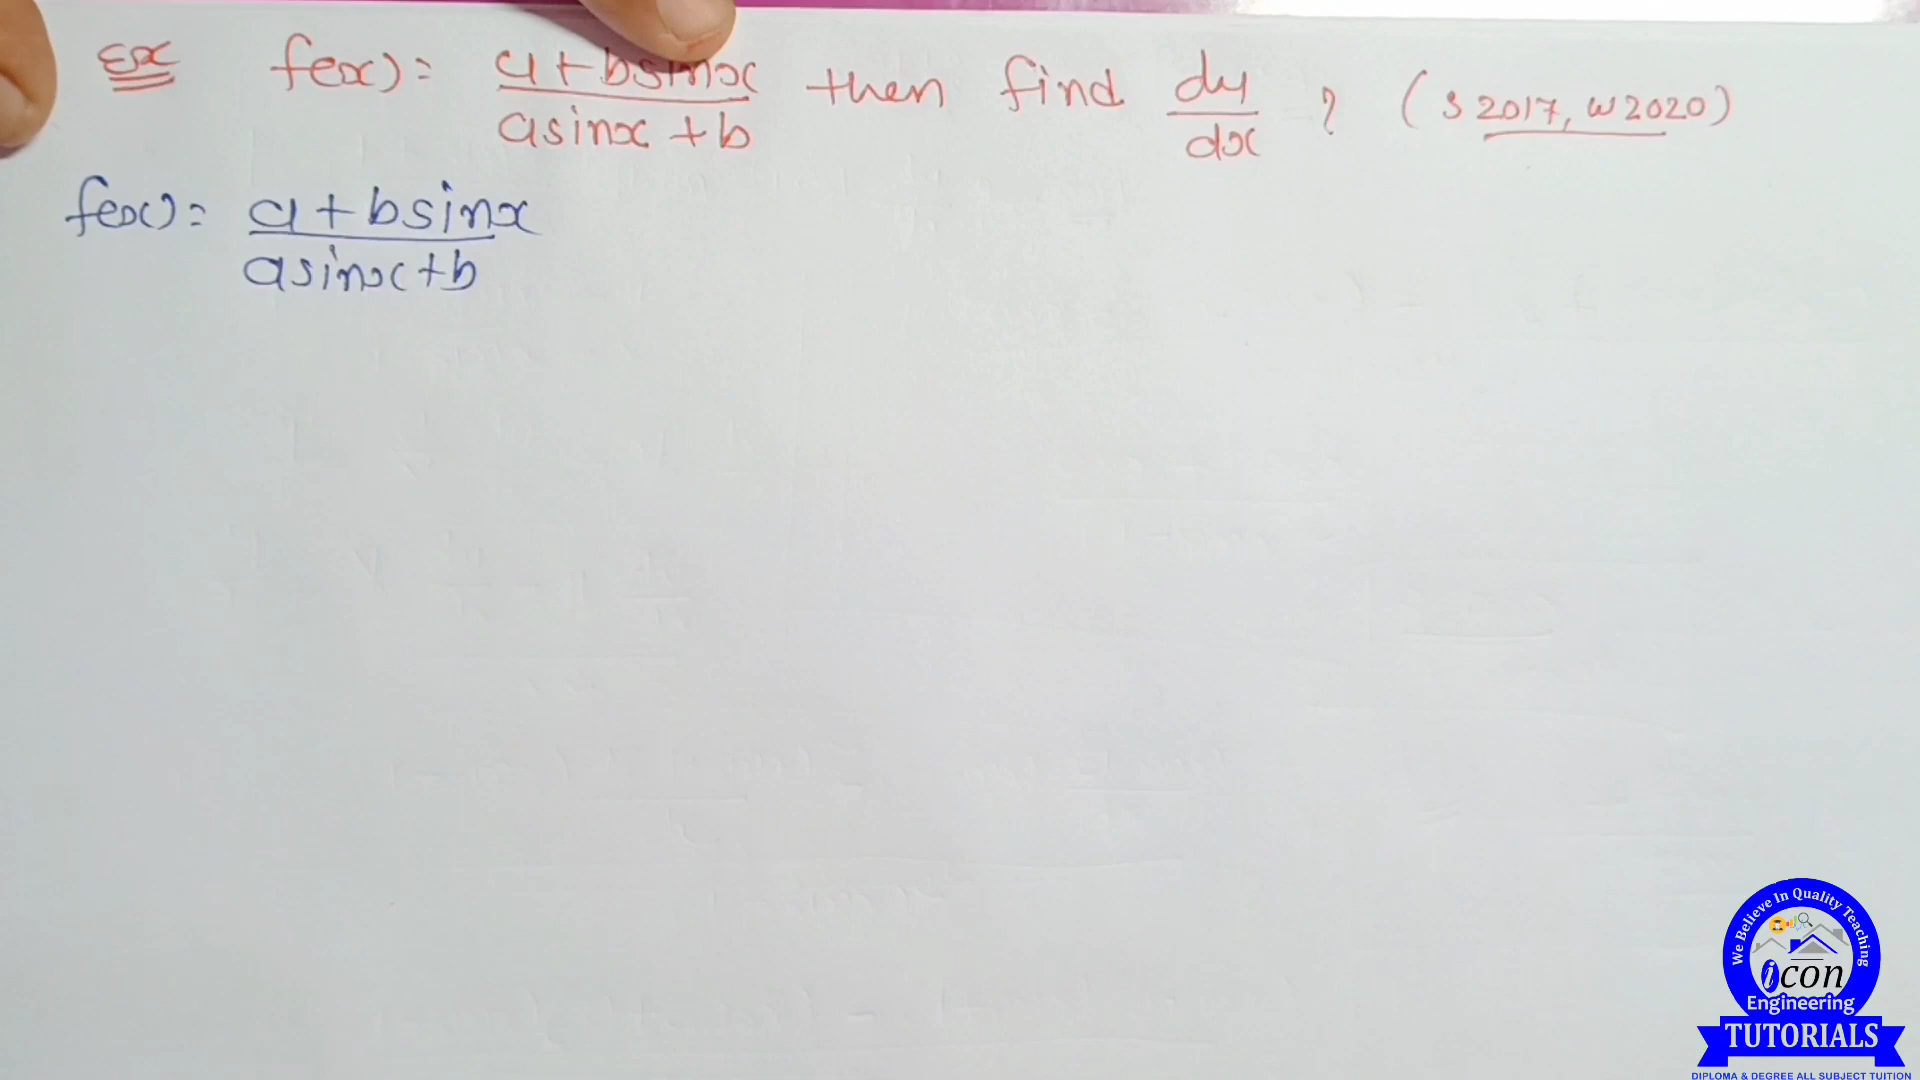 Ex f(x) = a + b sinx / a sinx + b then find dy/dx ? (S 2017, W 2020)
f(x) = a + b sinx / a sinx + b
We Believe In Quality Teaching
icon
Engineering
TUTORIALS
DIPLOMA & DEGREE ALL SUBJECT TUITION